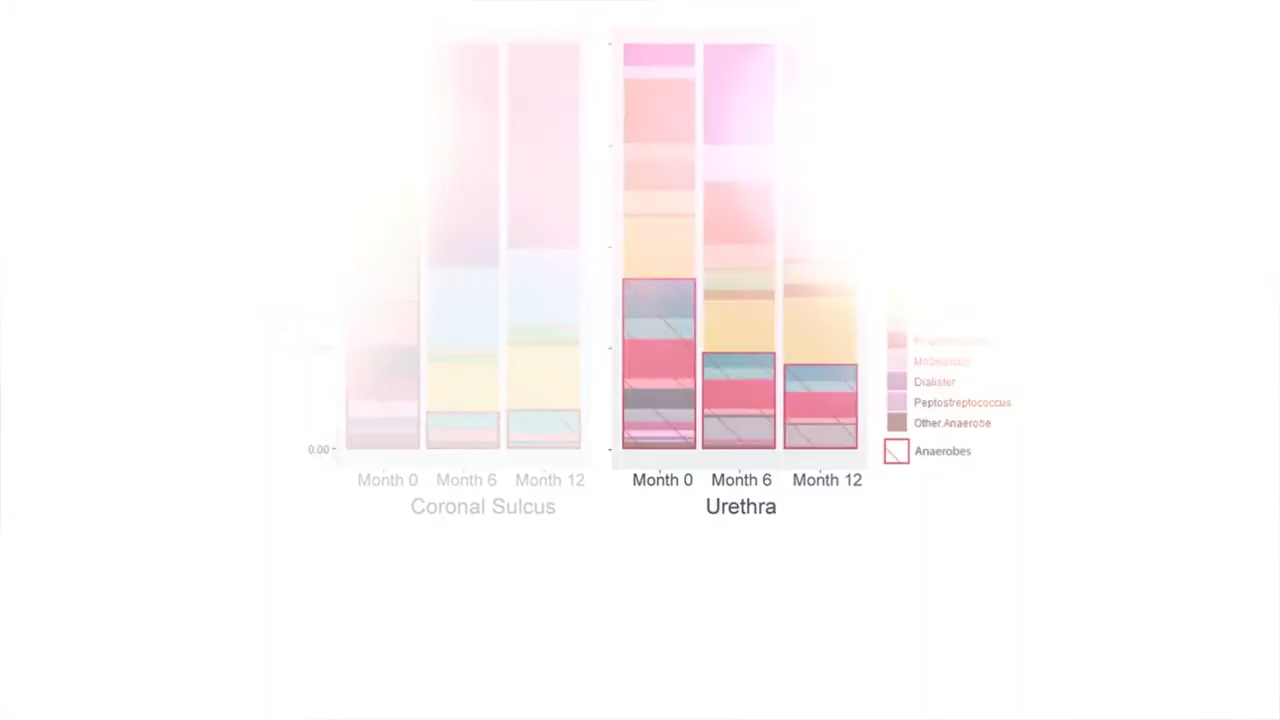 Mobiluncus
Dialister
Peptostreptococcus
Other.Anaerobe
Anaerobes
0.00
Month 0 Month 6 Month 12 Month 0 Month 6 Month 12
Coronal Sulcus Urethra